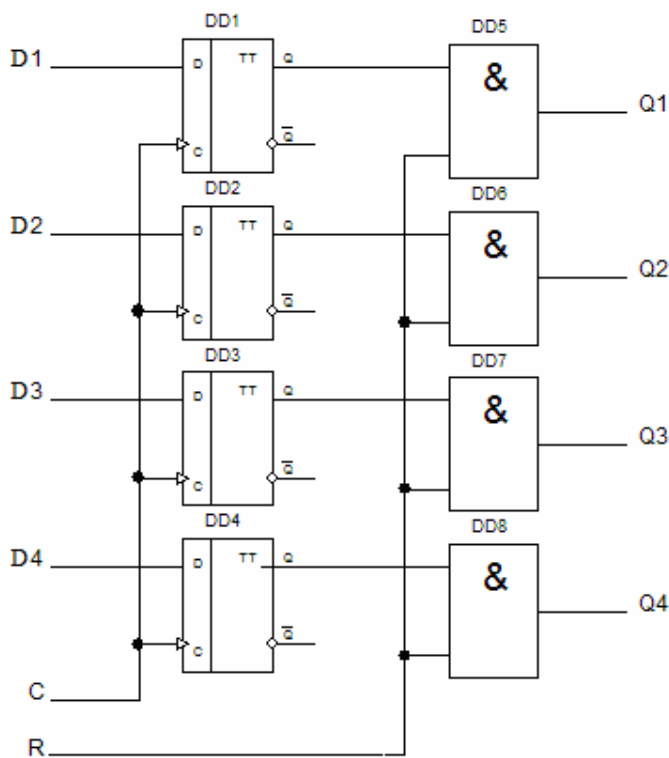 DD1
DD5
D1
D
TT
Q
&
Q1
C
Q̅
DD2
DD6
D2
D
TT
Q
&
Q2
C
Q̅
DD3
DD7
D3
D
TT
Q
&
Q3
C
Q̅
DD4
DD8
D4
D
TT
Q
&
Q4
C
Q̅
C
R